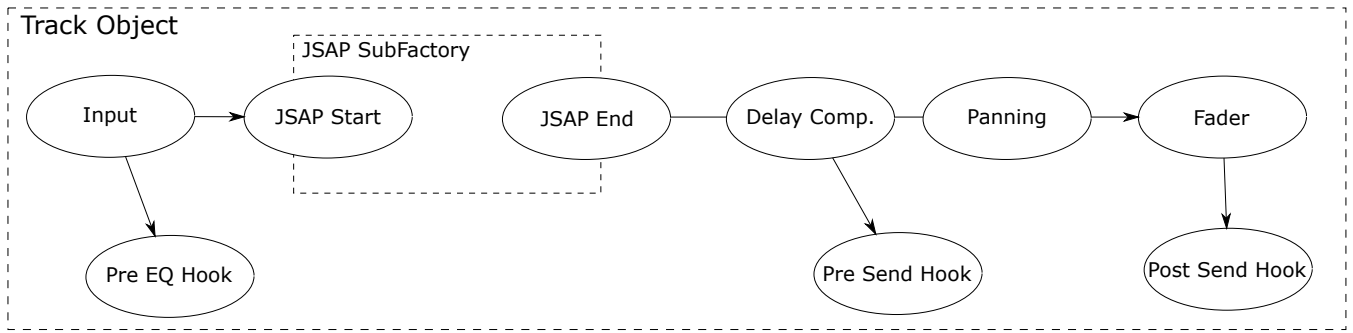 Track Object
JSAP SubFactory
Input
JSAP Start
JSAP End
Delay Comp.
Panning
Fader
Pre EQ Hook
Pre Send Hook
Post Send Hook